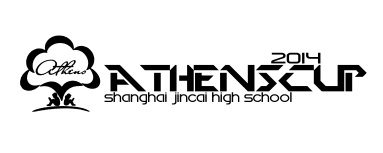 Athens
2014
ATHENSCUP
shanghai jincai high school